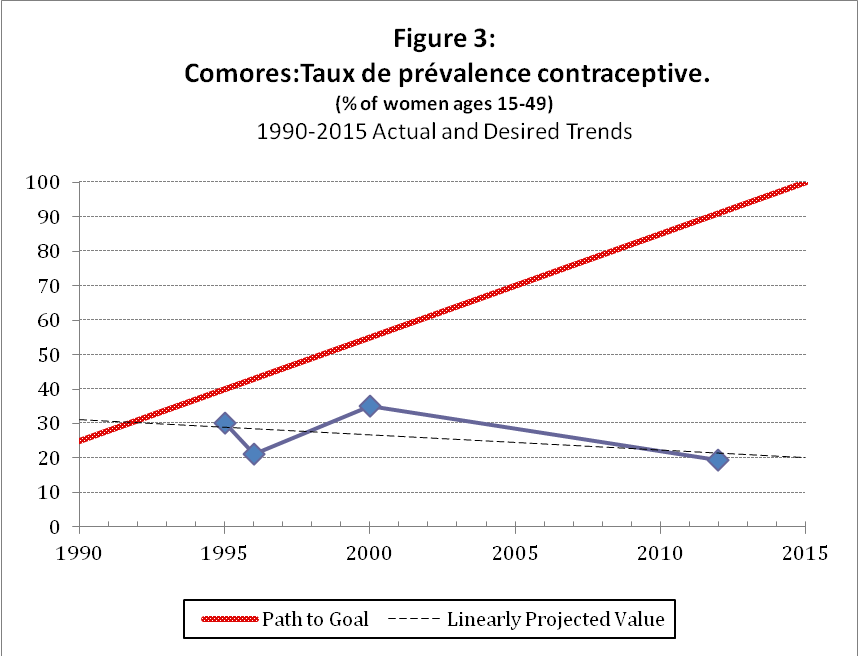 Figure 3:
Comores:Taux de prévalence contraceptive.
(% of women ages 15-49)
1990-2015 Actual and Desired Trends
100
90
80
70
60
50
40
30
20
10
0
1990 1995 2000 2005 2010 2015
Path to Goal Linearly Projected Value